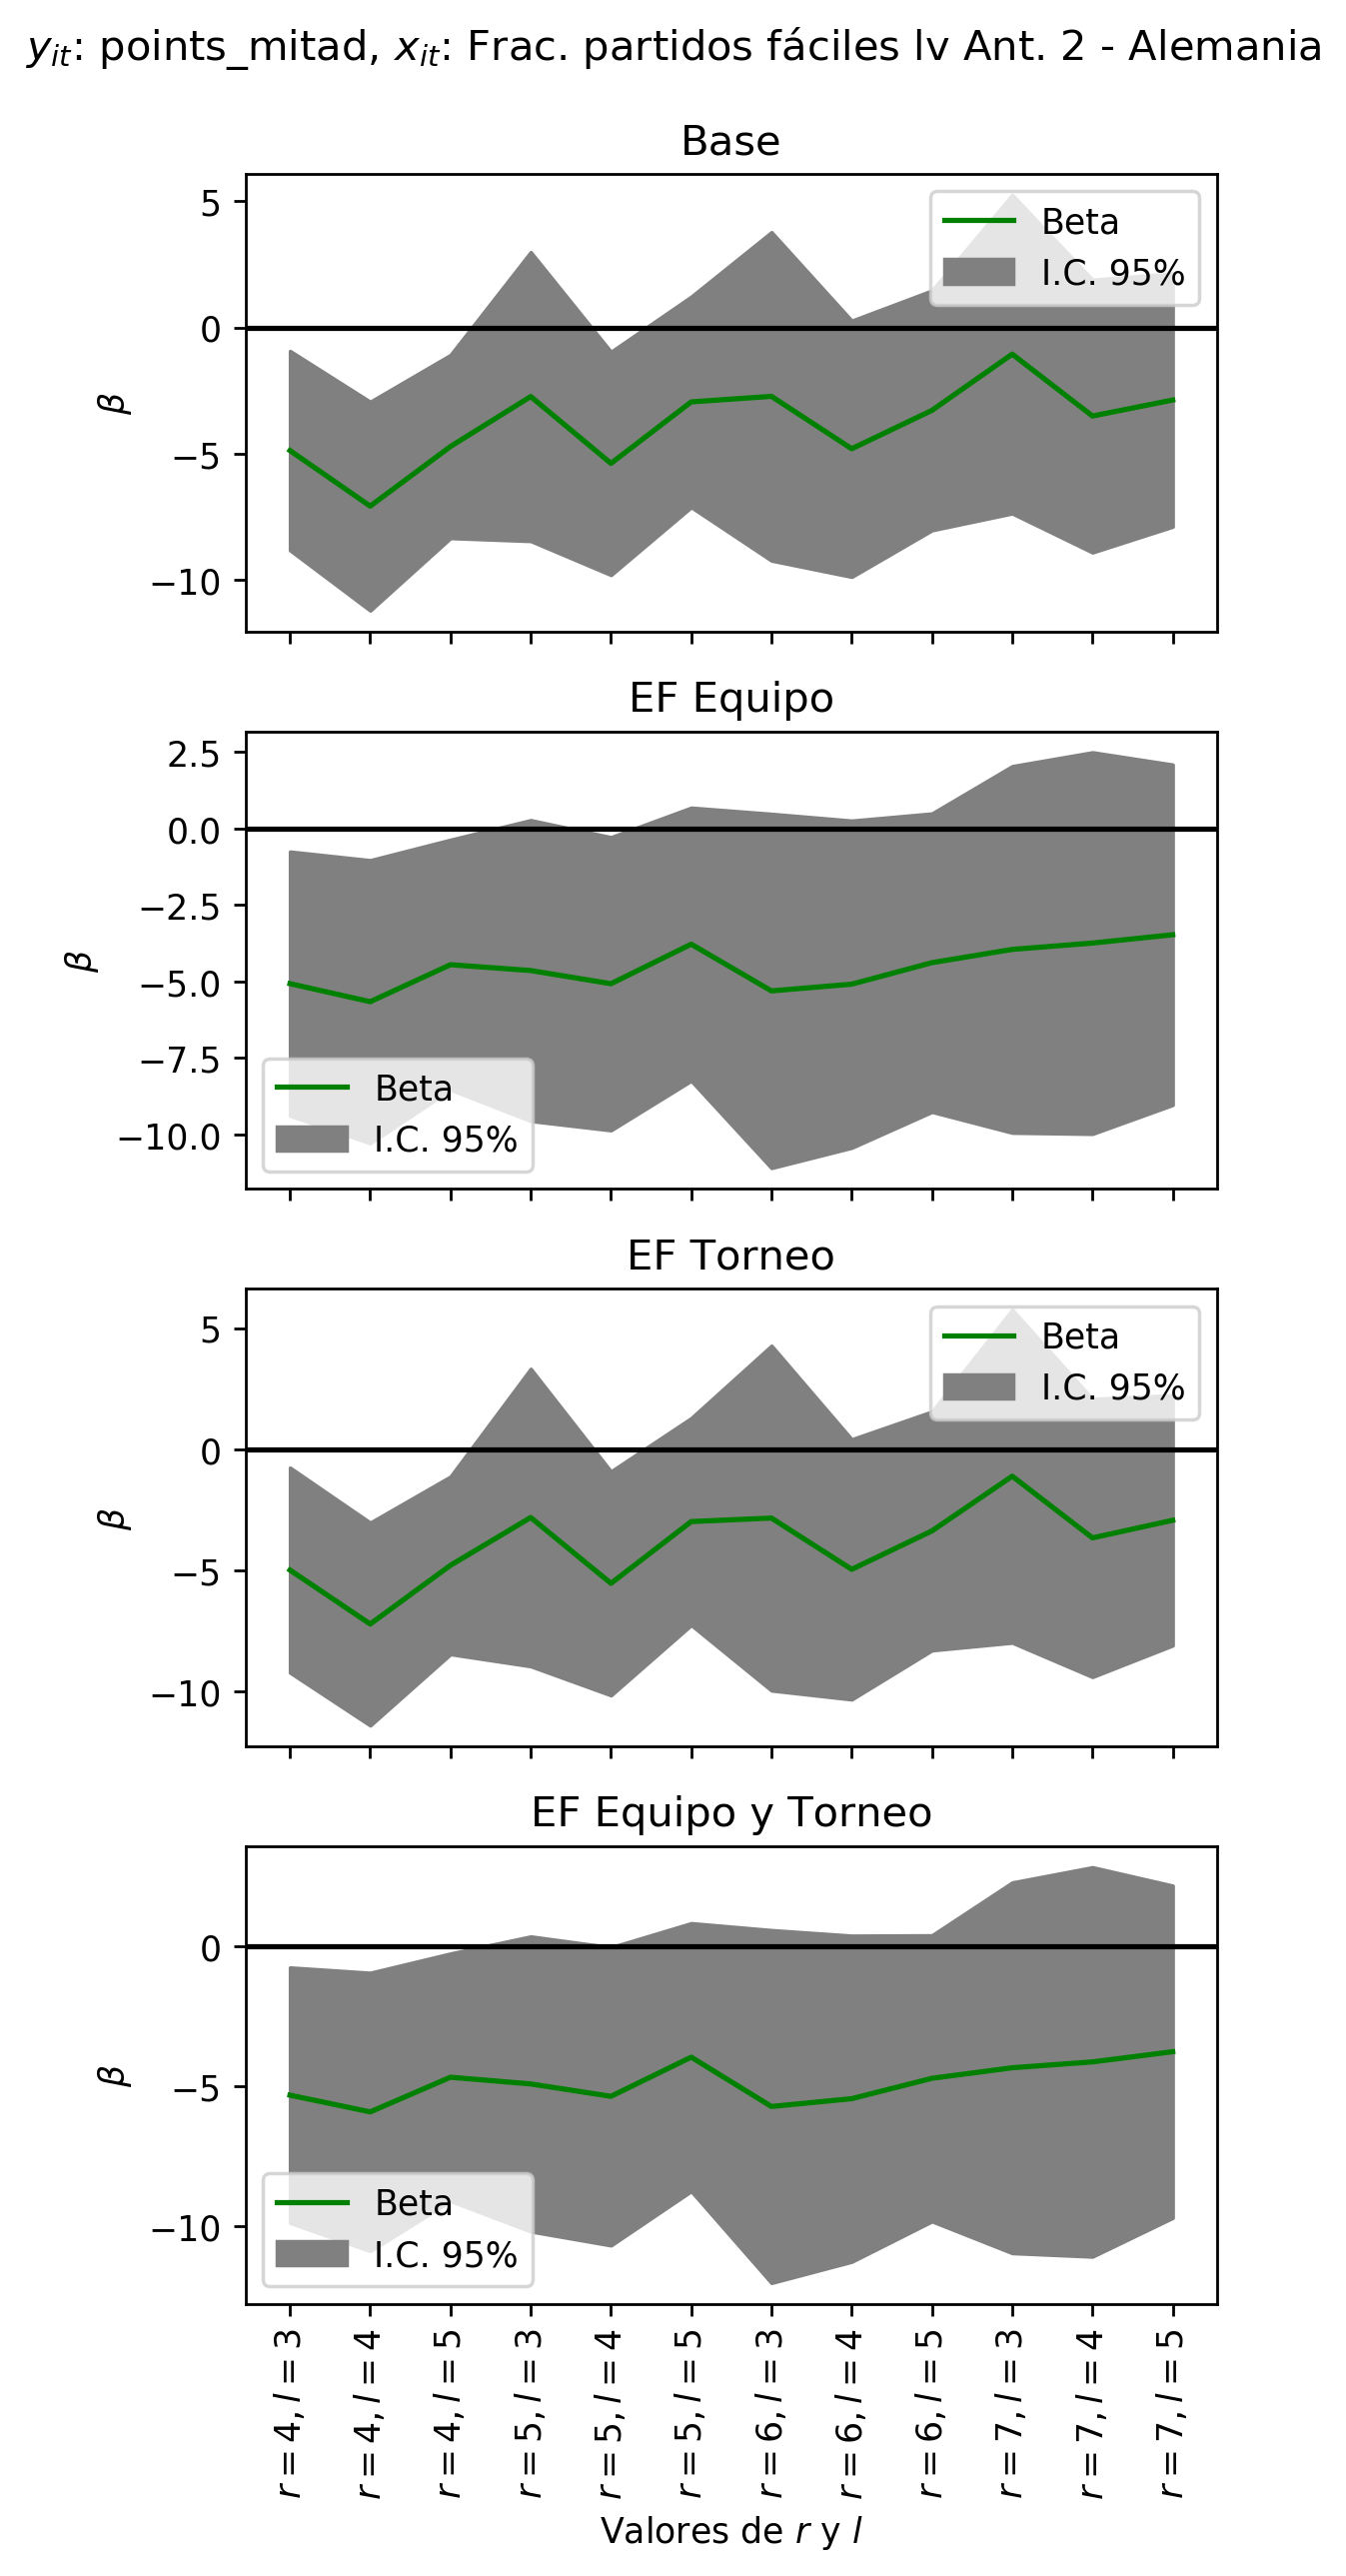 y_it: points_mitad, x_it: Frac. partidos fáciles lv Ant. 2 - Alemania
Base
5
0
−5
−10
β
Beta
I.C. 95%
EF Equipo
2.5
0.0
−2.5
−5.0
−7.5
−10.0
β
Beta
I.C. 95%
EF Torneo
5
0
−5
−10
β
Beta
I.C. 95%
EF Equipo y Torneo
0
−5
−10
β
Beta
I.C. 95%
r = 4, l = 3
r = 4, l = 4
r = 4, l = 5
r = 5, l = 3
r = 5, l = 4
r = 5, l = 5
r = 6, l = 3
r = 6, l = 4
r = 6, l = 5
r = 7, l = 3
r = 7, l = 4
r = 7, l = 5
Valores de r y l